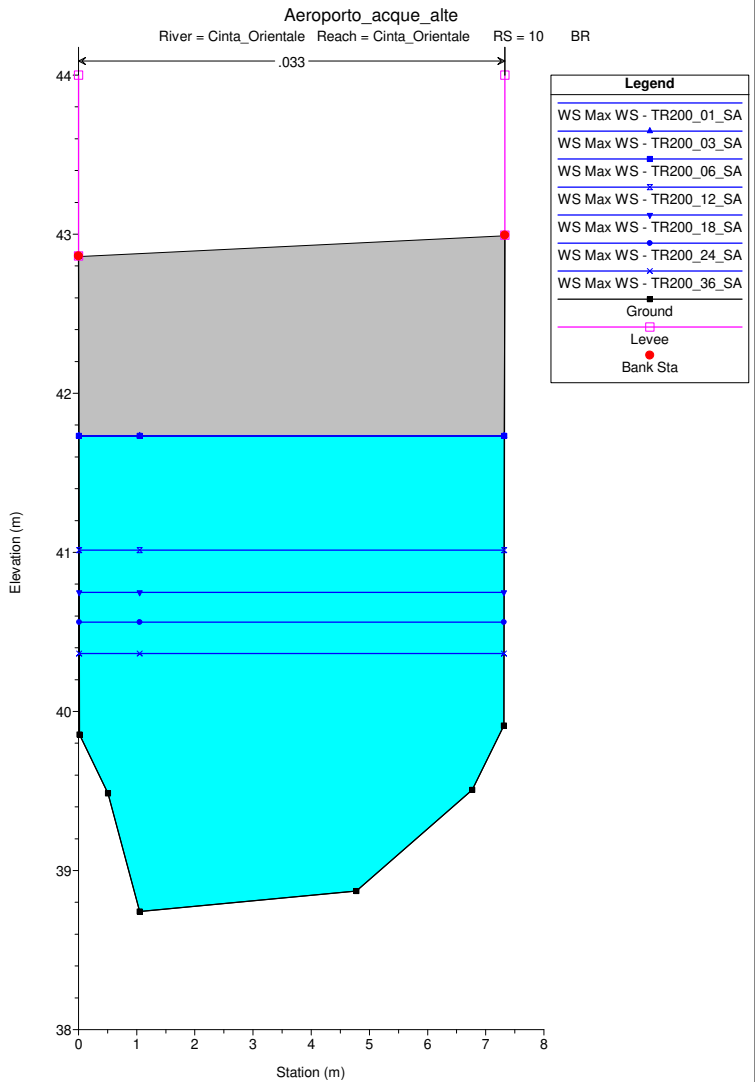 Aeroporto_acque_alte
River = Cinta_Orientale Reach = Cinta_Orientale RS = 10 BR
.033
Legend
WS Max WS - TR200_01_SA
WS Max WS - TR200_03_SA
WS Max WS - TR200_06_SA
WS Max WS - TR200_12_SA
WS Max WS - TR200_18_SA
WS Max WS - TR200_24_SA
WS Max WS - TR200_36_SA
Ground
Levee
Bank Sta
44
43
42
41
40
39
38
Elevation (m)
0 1 2 3 4 5 6 7 8
Station (m)